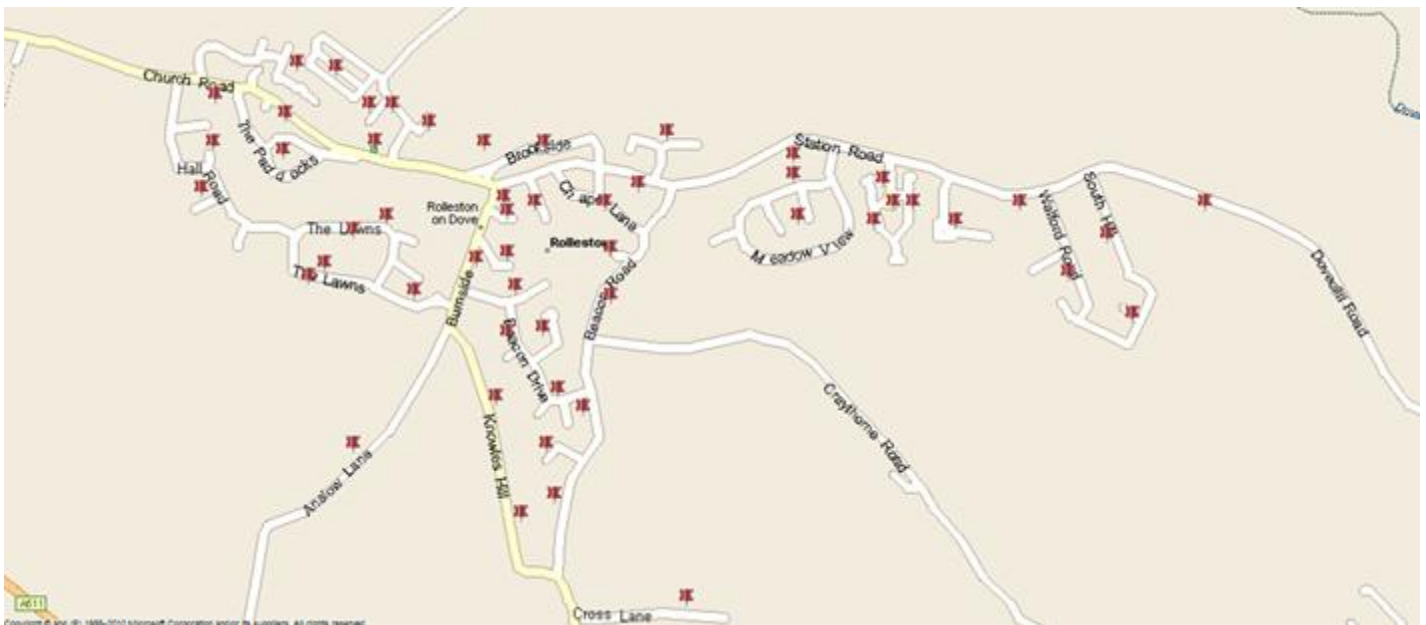 Church Road
The Paddocks
Hall Road
Brookside
Chapel Lana
Station Road
Rolleston
on Dove
Rolleston
The Lawns
The Lawns
Burnside
Beacon Road
Meadow View
Walford Road
South Hill
Dovecliff Road
Beacon Drive
Craythorne Road
Knowles Hill
Anslow Lane
Cross Lane
A511